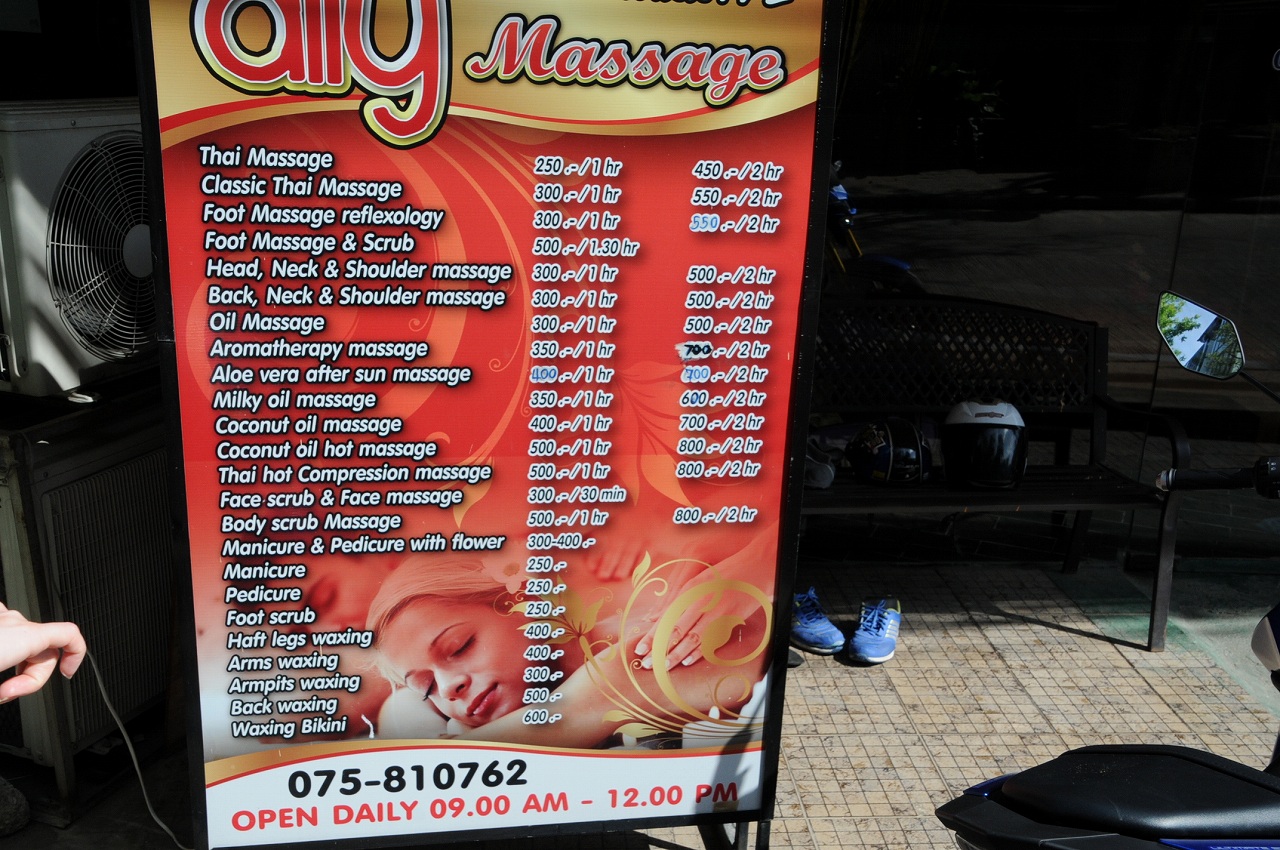 ally Massage
Thai Massage 250.-/1 hr 450.-/2 hr
Classic Thai Massage 300.-/1 hr 550.-/2 hr
Foot Massage reflexology 300.-/1 hr 550.-/2 hr
Foot Massage & Scrub 500.-/1.30 hr
Head, Neck & Shoulder massage 300.-/1 hr 500.-/2 hr
Back, Neck & Shoulder massage 300.-/1 hr 500.-/2 hr
Oil Massage 300.-/1 hr 500.-/2 hr
Aromatherapy massage 350.-/1 hr 700.-/2 hr
Aloe vera after sun massage 400.-/1 hr 700.-/2 hr
Milky oil massage 350.-/1 hr 600.-/2 hr
Coconut oil massage 400.-/1 hr 700.-/2 hr
Coconut oil hot massage 500.-/1 hr 800.-/2 hr
Thai hot Compression massage 500.-/1 hr 800.-/2 hr
Face scrub & Face massage 300.-/30 min
Body scrub Massage 500.-/1 hr 800.-/2 hr
Manicure & Pedicure with flower 300-400.-
Manicure 250.-
Pedicure 250.-
Foot scrub 250.-
Haft legs waxing 400.-
Arms waxing 400.-
Armpits waxing 300.-
Back waxing 500.-
Waxing Bikini 600.-
075-810762
OPEN DAILY 09.00 AM - 12.00 PM